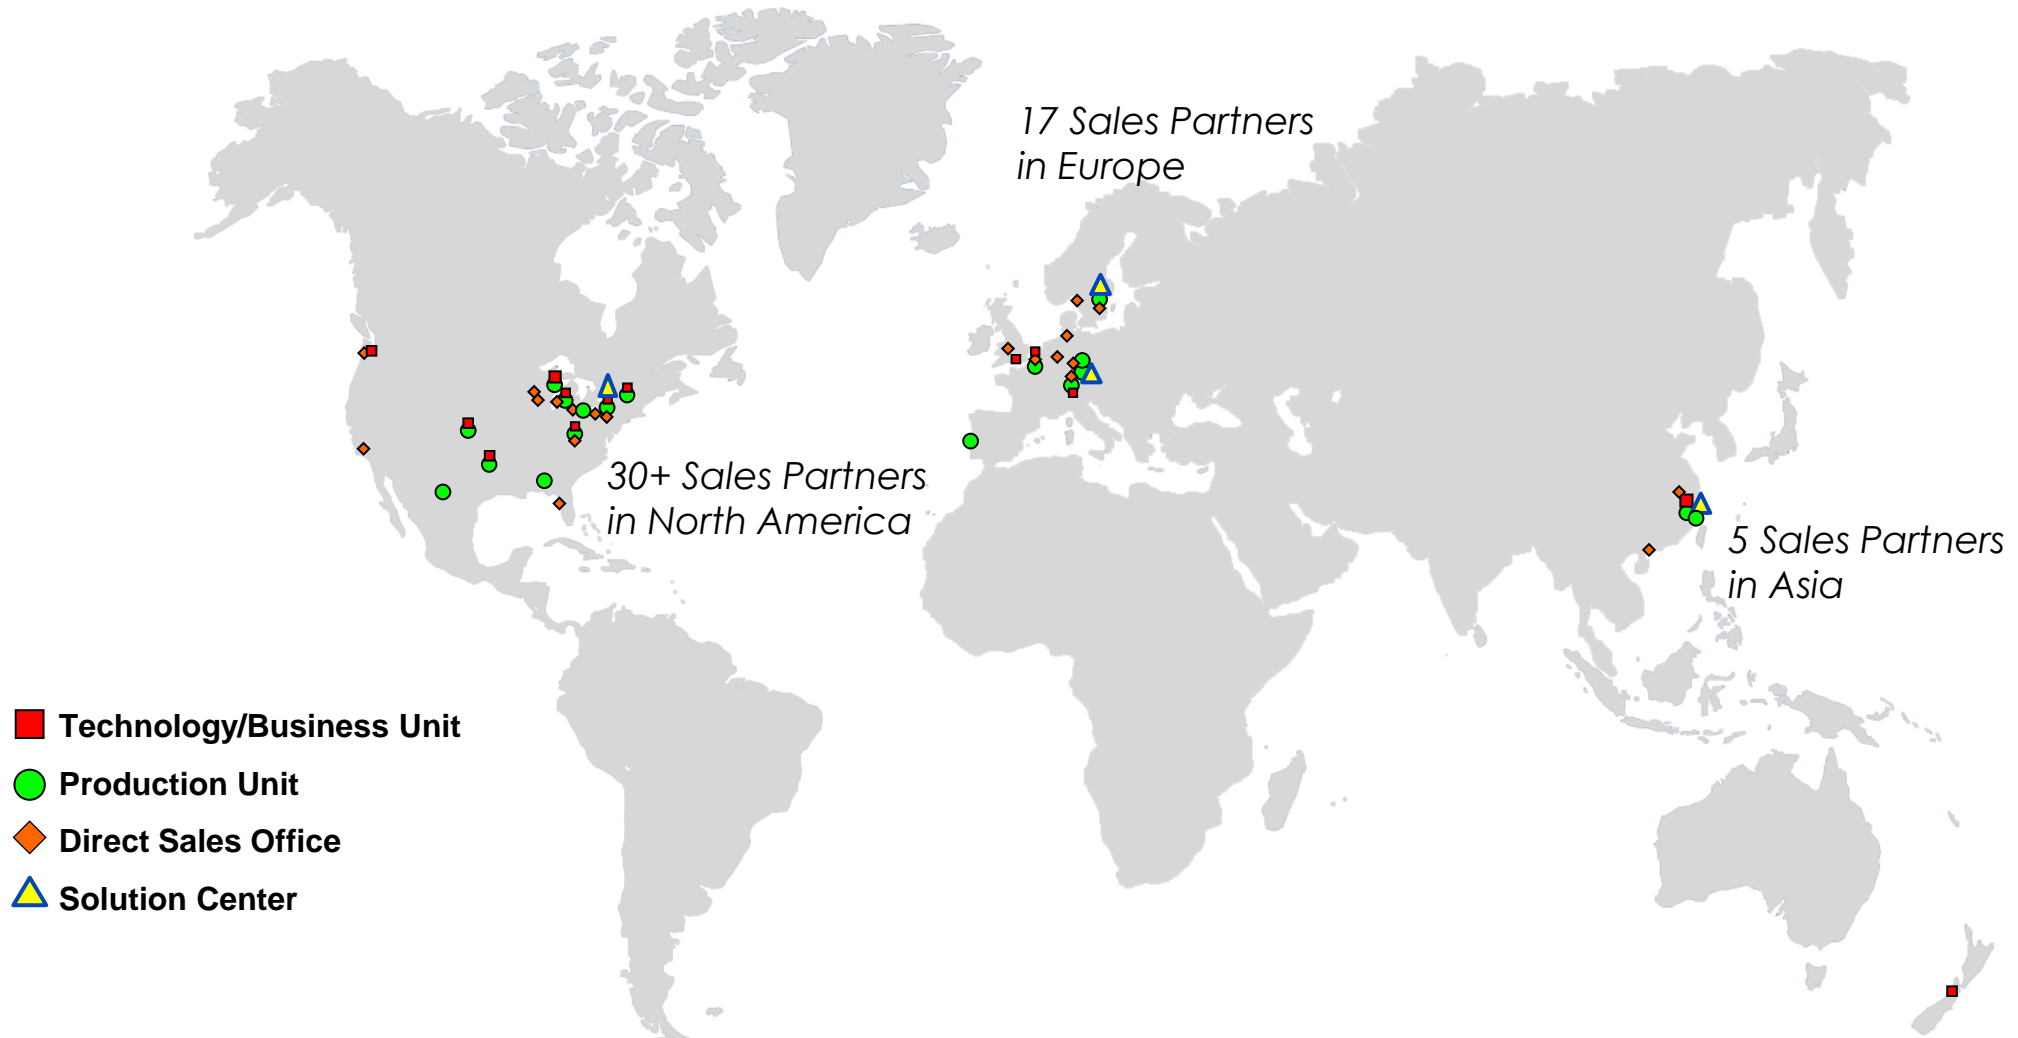 17 Sales Partners
in Europe
30+ Sales Partners
in North America
5 Sales Partners
in Asia
Technology/Business Unit
Production Unit
Direct Sales Office
Solution Center